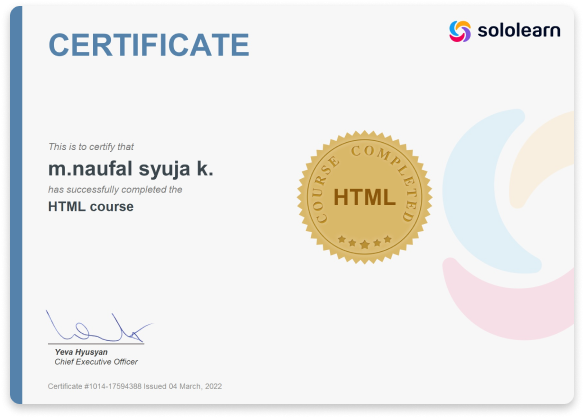 CERTIFICATE
sololearn
This is to certify that
m.naufal syuja k.
has successfully completed the
HTML course
COURSE COMPLETED
HTML
Yeva Hyusyan
Chief Executive Officer
Certificate #1014-17594388 Issued 04 March, 2022